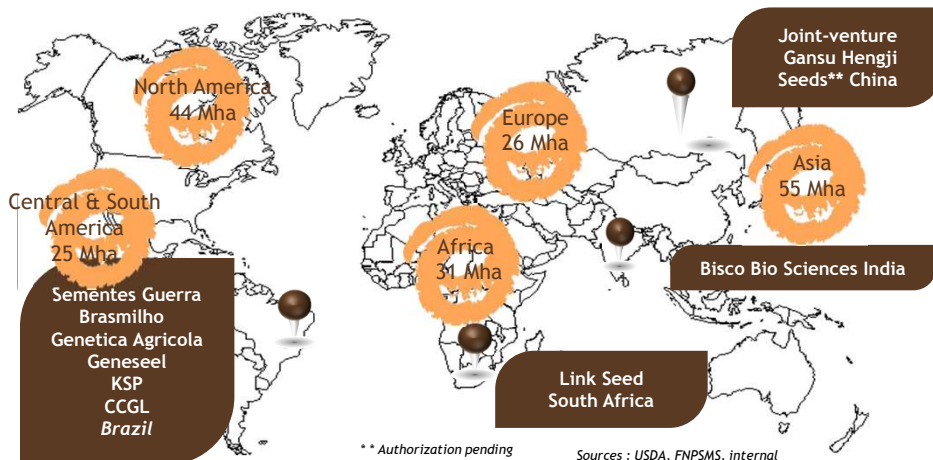 Joint-venture
Gansu Hengji
Seeds** China
North America
44 Mha
Europe
26 Mha
Asia
55 Mha
Central & South
America
25 Mha
Africa
31 Mha
Bisco Bio Sciences India
Sementes Guerra
Brasmilho
Genetica Agricola
Geneseel
KSP
CCGL
Brazil
Link Seed
South Africa
* * Authorization pending
Sources : USDA, FNPSMS, internal